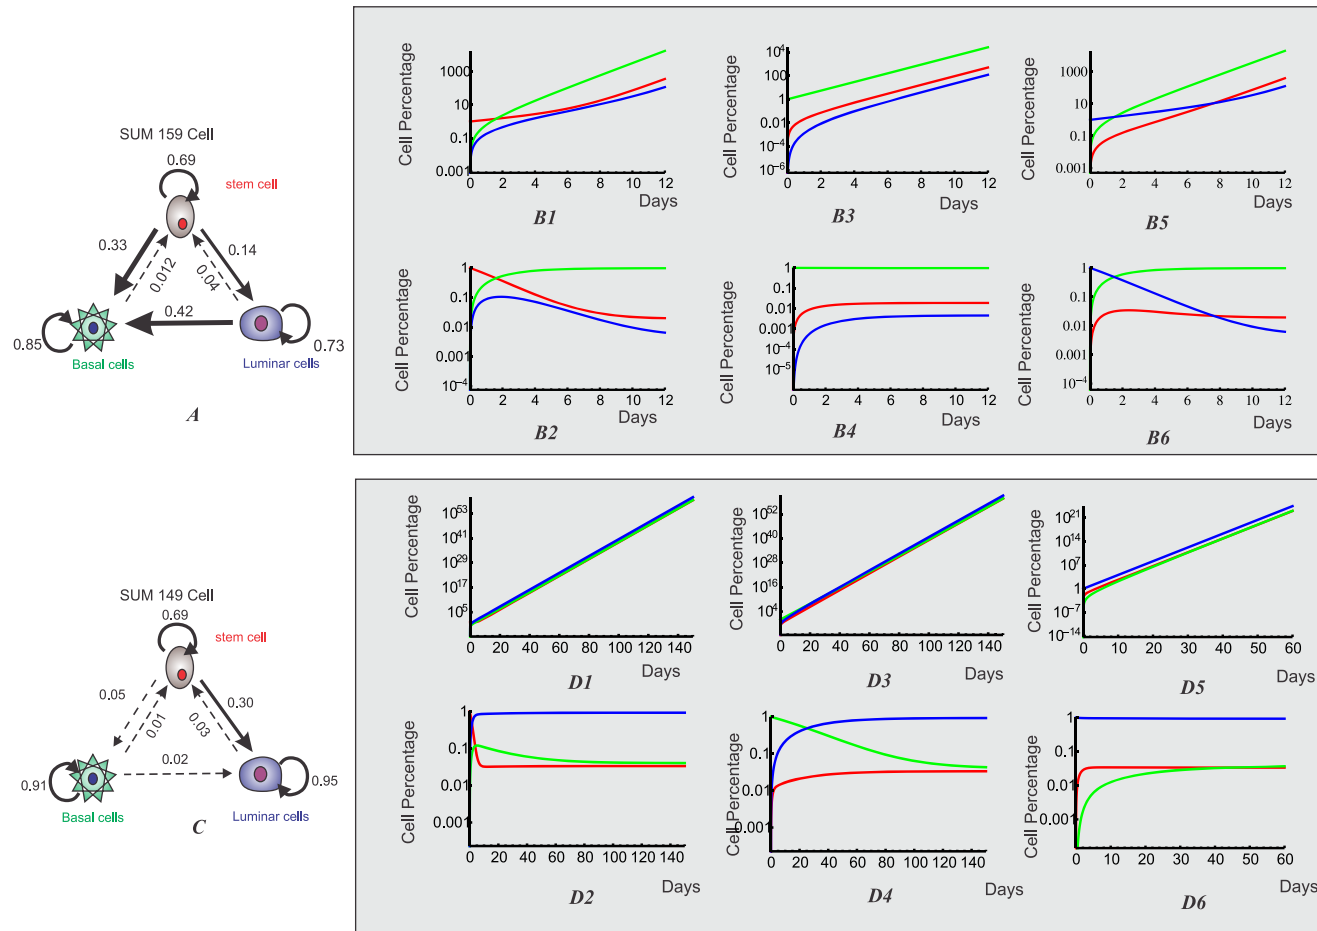 SUM 159 Cell
0.69
stem cell
0.33
0.012
0.04
0.14
0.42
0.85
0.73
Basal cells
Luminar cells
A
Cell Percentage
1000
10
0.1
0.001
0 2 4 6 8 10 12
Days
B1
Cell Percentage
10^4
100
1
0.01
10^−4
10^−6
0 2 4 6 8 10 12
Days
B3
Cell Percentage
1000
10
0.1
0.001
0 2 4 6 8 10 12
Days
B5
Cell Percentage
1
0.1
0.01
0.001
10^−4
0 2 4 6 8 10 12
Days
B2
Cell Percentage
1
0.1
0.01
0.001
10^−4
10^−5
0 2 4 6 8 10 12
Days
B4
Cell Percentage
1
0.1
0.01
0.001
10^−4
0 2 4 6 8 10 12
Days
B6
SUM 149 Cell
0.69
stem cell
0.05
0.01
0.03
0.30
0.02
0.91
0.95
Basal cells
Luminar cells
C
Cell Percentage
10^53
10^41
10^29
10^17
10^5
0 20 40 60 80 100 120 140
Days
D1
Cell Percentage
10^52
10^40
10^28
10^16
10^4
0 20 40 60 80 100 120 140
Days
D3
Cell Percentage
10^21
10^14
10^7
1
10^−7
10^−14
0 10 20 30 40 50 60
Days
D5
Cell Percentage
1
0.1
0.01
0.001
0 20 40 60 80 100 120 140
Days
D2
Cell Percentage
1
0.1
0.01
0.001
0 20 40 60 80 100 120 140
Days
D4
Cell Percentage
1
0.1
0.01
0.001
0 10 20 30 40 50 60
Days
D6